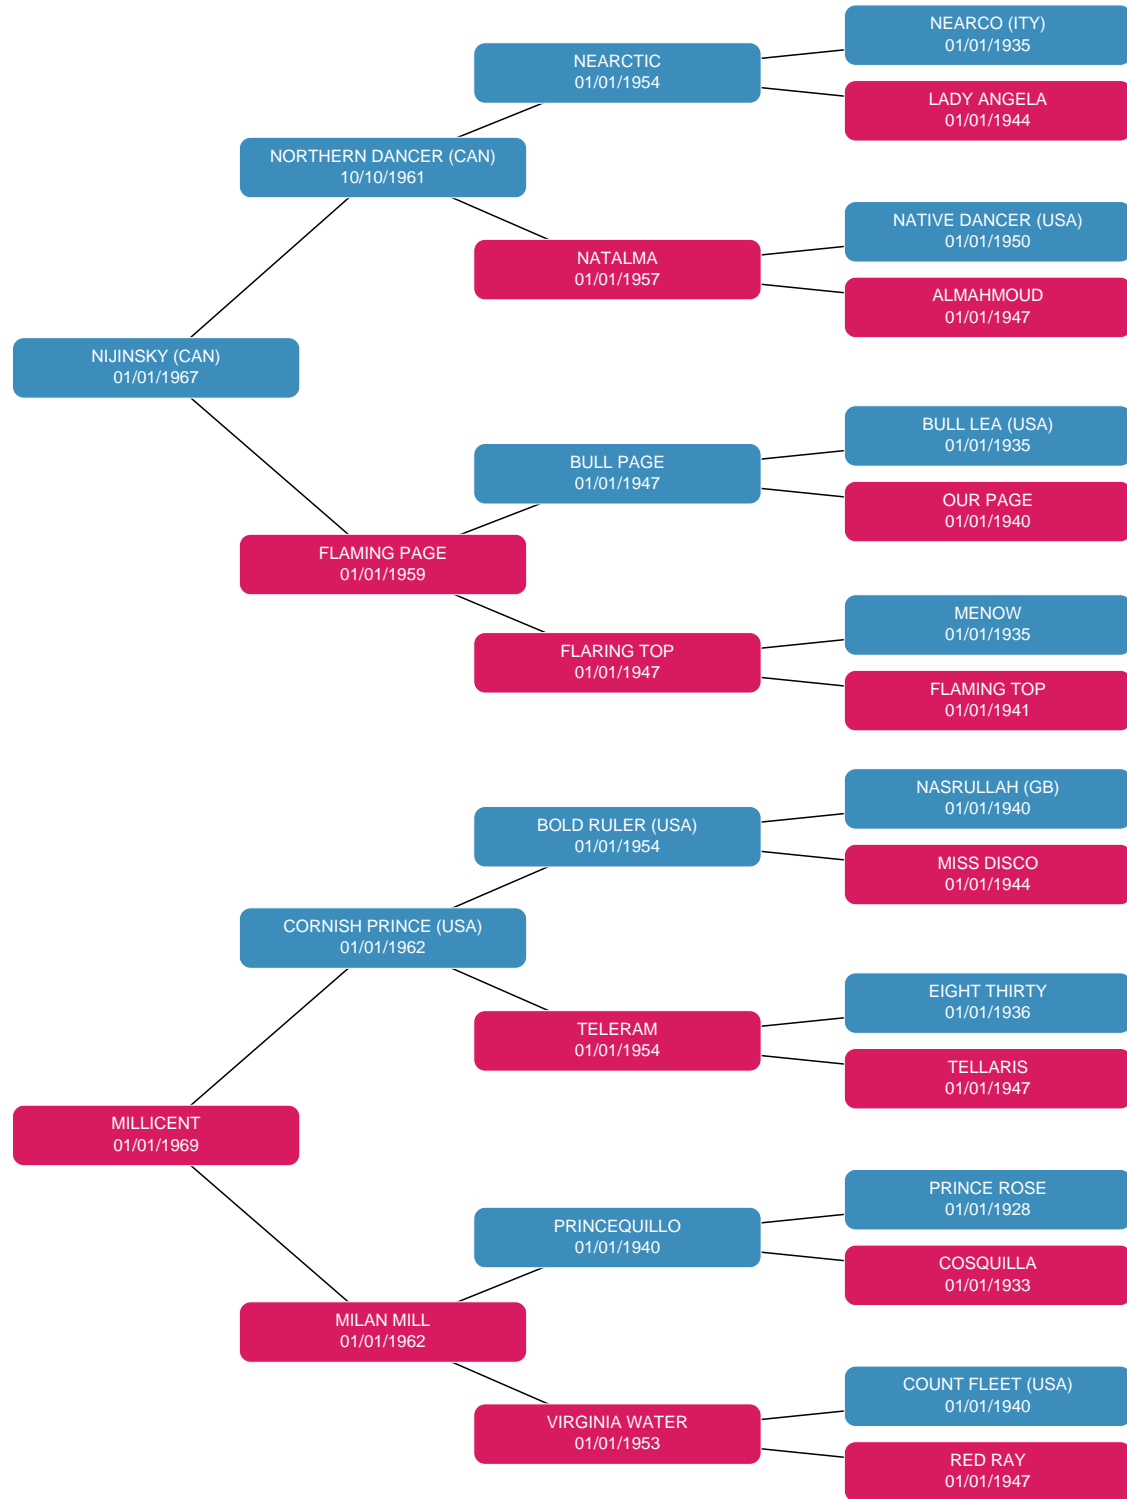 NEARCO (ITY)
01/01/1935
NEARCTIC
01/01/1954
LADY ANGELA
01/01/1944
NORTHERN DANCER (CAN)
10/10/1961
NATIVE DANCER (USA)
01/01/1950
NATALMA
01/01/1957
ALMAHMOUD
01/01/1947
NIJINSKY (CAN)
01/01/1967
BULL LEA (USA)
01/01/1935
BULL PAGE
01/01/1947
OUR PAGE
01/01/1940
FLAMING PAGE
01/01/1959
MENOW
01/01/1935
FLARING TOP
01/01/1947
FLAMING TOP
01/01/1941
NASRULLAH (GB)
01/01/1940
BOLD RULER (USA)
01/01/1954
MISS DISCO
01/01/1944
CORNISH PRINCE (USA)
01/01/1962
EIGHT THIRTY
01/01/1936
TELERAM
01/01/1954
TELLARIS
01/01/1947
MILLICENT
01/01/1969
PRINCE ROSE
01/01/1928
PRINCEQUILLO
01/01/1940
COSQUILLA
01/01/1933
MILAN MILL
01/01/1962
COUNT FLEET (USA)
01/01/1940
VIRGINIA WATER
01/01/1953
RED RAY
01/01/1947